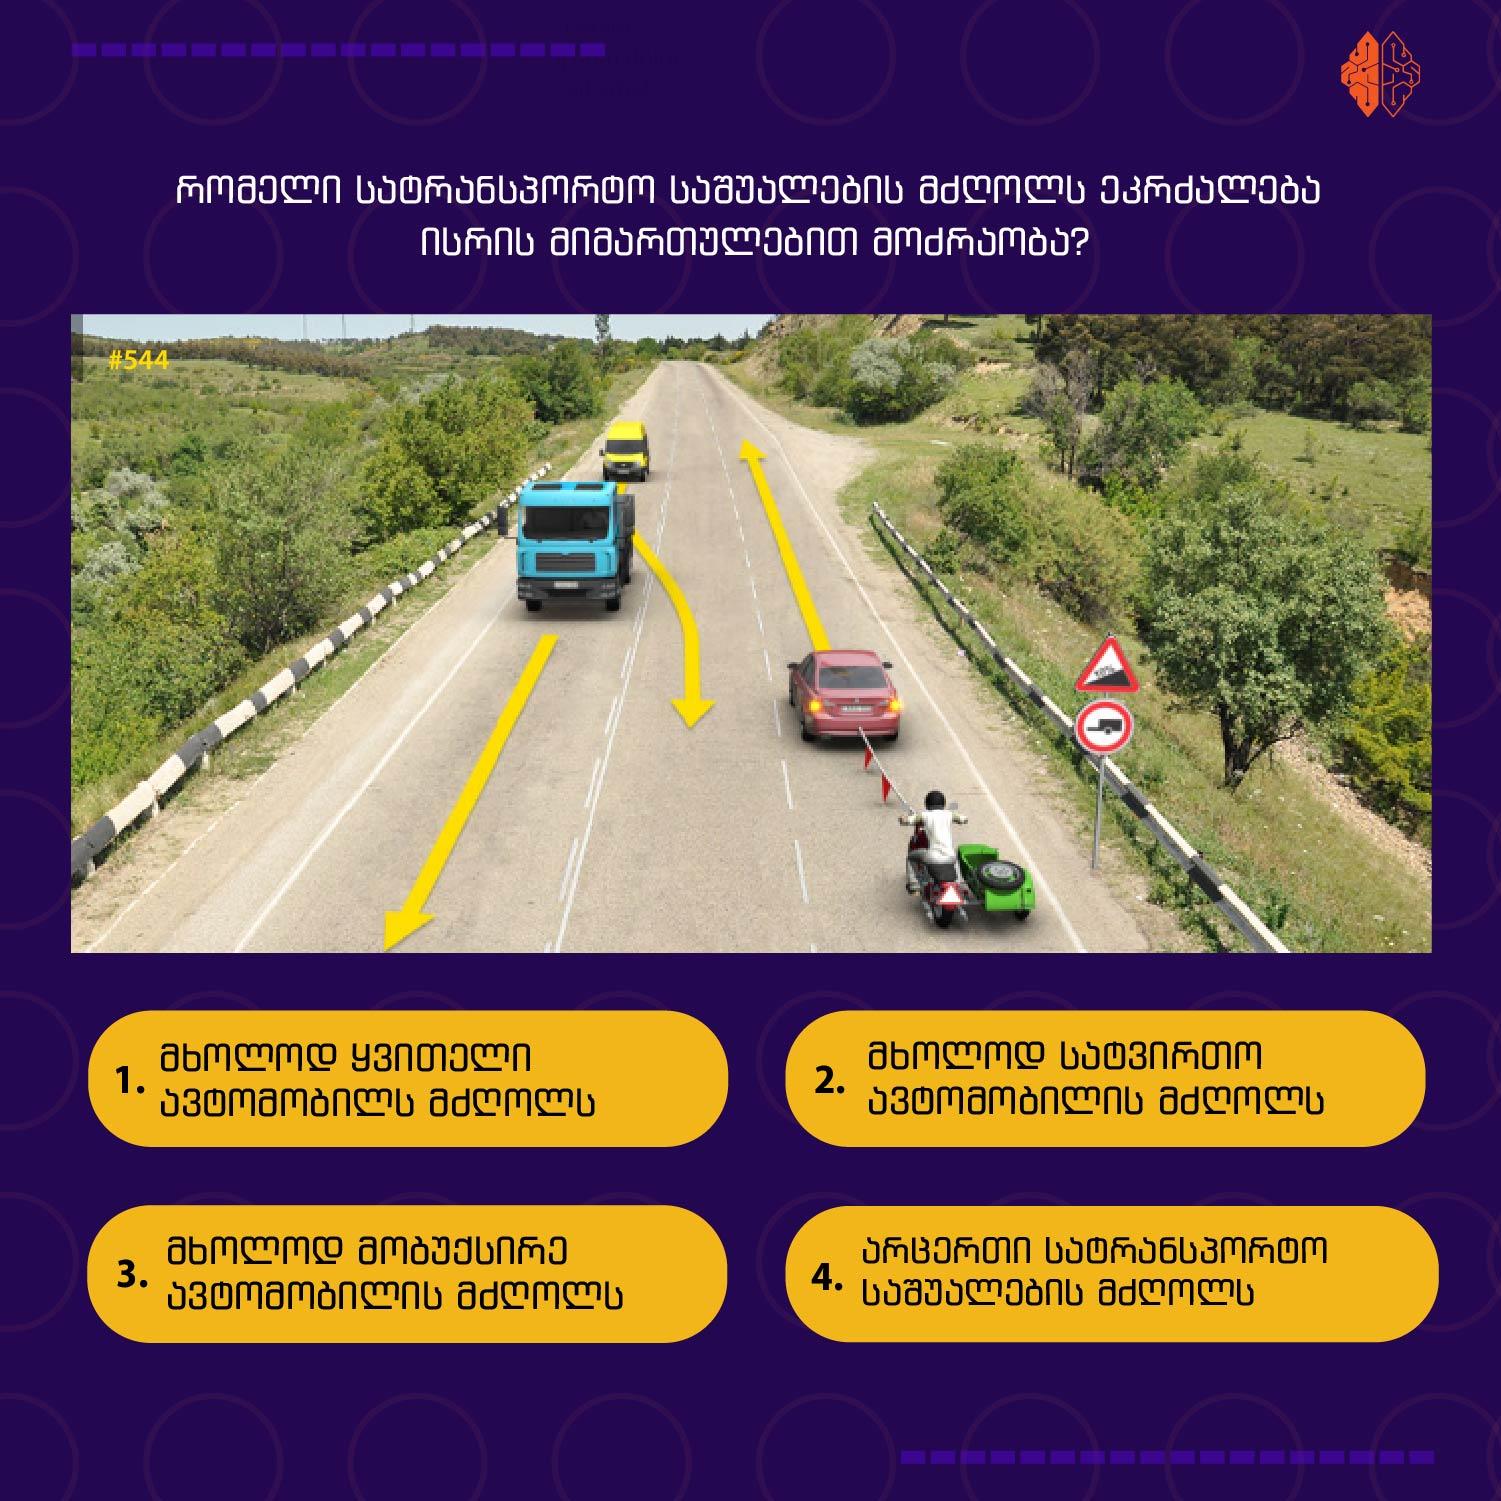 რომელი სატრანსპორტო საშუალების მძღოლს ეკრძალება
ისრის მიმართულებით მოძრაობა?
#544
1. მხოლოდ ყვითელი
ავტომობილს მძღოლს
2. მხოლოდ სატვირთო
ავტომობილის მძღოლს
3. მხოლოდ მობუქსირე
ავტომობილის მძღოლს
4. არცერთი სატრანსპორტო
საშუალების მძღოლს